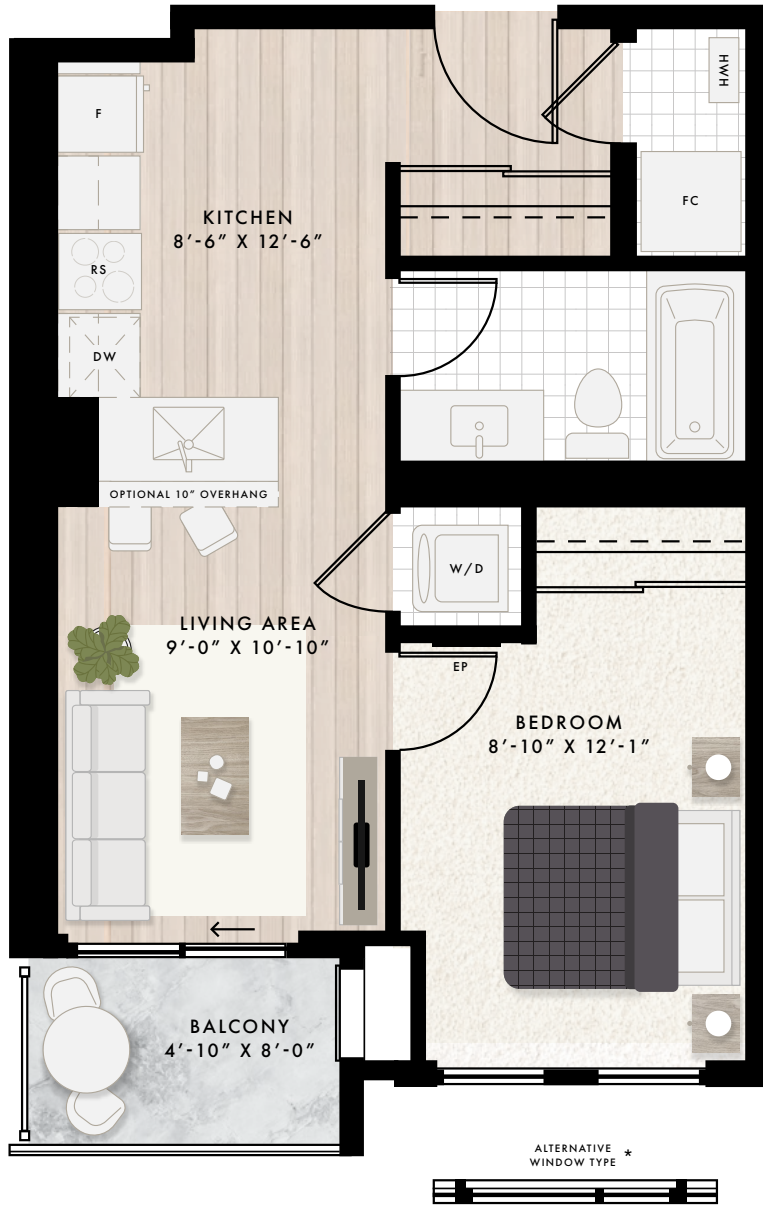 HWH
F
FC
KITCHEN
8'-6" X 12'-6"
RS
DW
OPTIONAL 10" OVERHANG
W/D
LIVING AREA
9'-0" X 10'-10"
EP
BEDROOM
8'-10" X 12'-1"
BALCONY
4'-10" X 8'-0"
ALTERNATIVE
WINDOW TYPE *